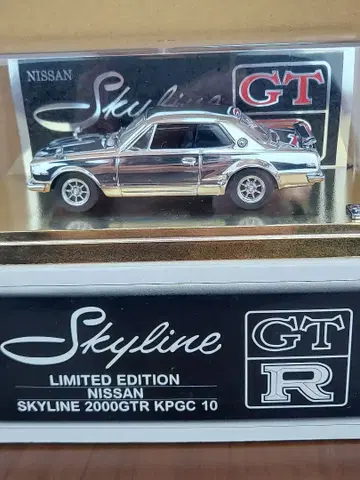 NISSAN
Skyline
GT
Skyline
GT
R
LIMITED EDITION
NISSAN
SKYLINE 2000GTR KPGC 10